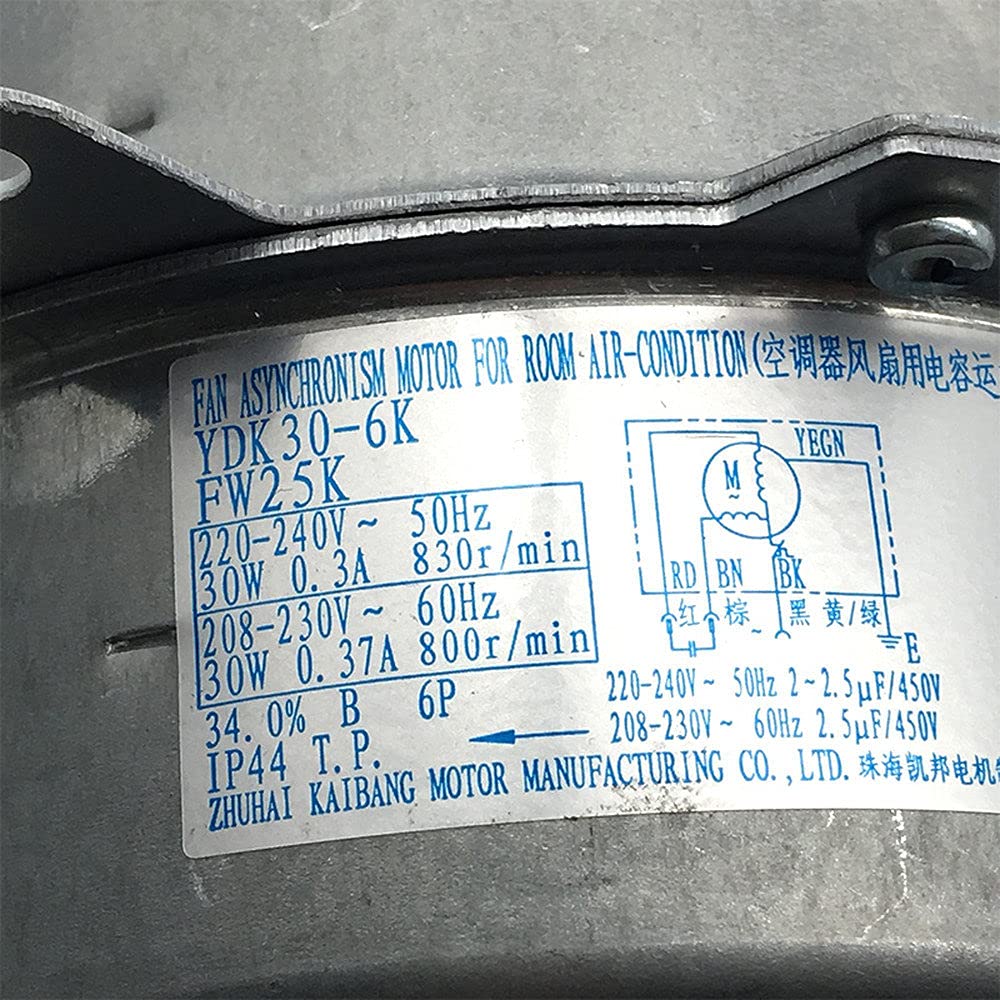 FAN ASYNCHRONISM MOTOR FOR ROOM AIR-CONDITION(空调器风扇用电容运
YDK30-6K
FW25K
220-240V~ 50Hz
30W 0.3A 830r/min
208-230V~ 60Hz
30W 0.37A 800r/min
34.0% B 6P
IP44 T.P.
M
~
YEGN
RD BN BK
红 棕 黑 黄/绿
~
E
220-240V~ 50Hz 2~2.5μF/450V
208-230V~ 60Hz 2.5μF/450V
ZHUHAI KAIBANG MOTOR MANUFACTURING CO.,LTD. 珠海凯邦电机